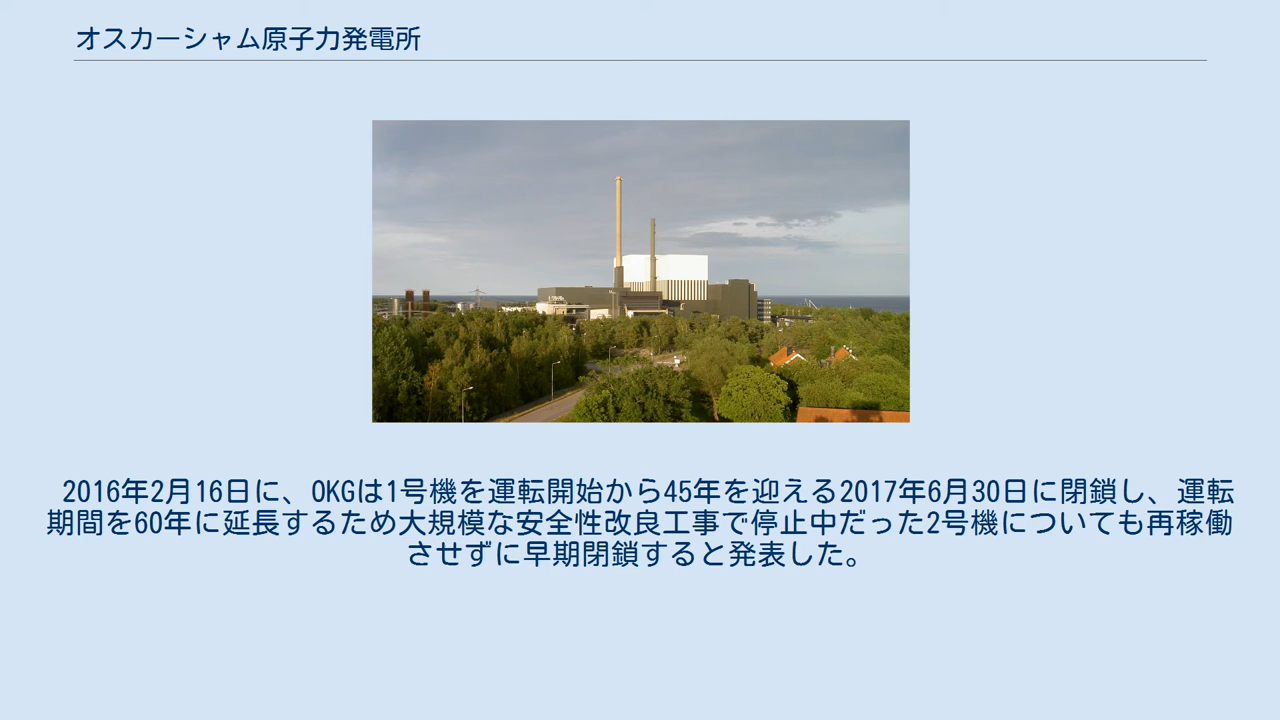 オスカーシャム原子力発電所
2016年2月16日に、OKGは1号機を運転開始から45年を迎える2017年6月30日に閉鎖し、運転
期間を60年に延長するため大規模な安全性改良工事で停止中だった2号機についても再稼働
させずに早期閉鎖すると発表した。